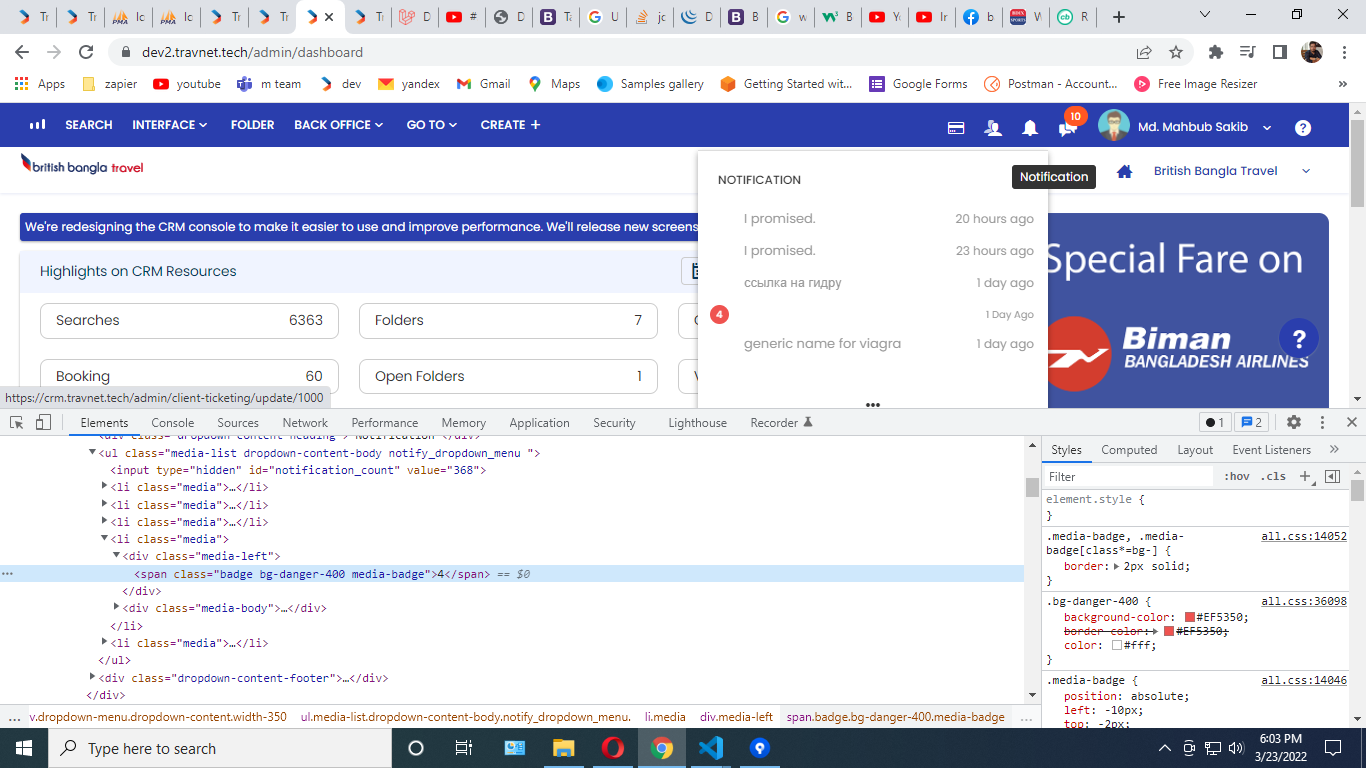 Tr Tr Ic Ic Tr Tr Tr D # D Ta U jc D B w B Yo Ir b W R
dev2.travnet.tech/admin/dashboard
Apps zapier youtube m team dev yandex Gmail Maps Samples gallery Getting Started wit... Google Forms Postman - Account... Free Image Resizer »
SEARCH INTERFACE FOLDER BACK OFFICE GO TO CREATE + 10 Md. Mahbub Sakib ?
british bangla travel
NOTIFICATION Notification British Bangla Travel
I promised. 20 hours ago
We're redesigning the CRM console to make it easier to use and improve performance. We'll release new screens
I promised. 23 hours ago
Special Fare on
Highlights on CRM Resources
ссылка на гидру 1 day ago
4 1 Day Ago
Searches 6363 Folders 7
generic name for viagra 1 day ago
Biman
BANGLADESH AIRLINES
?
Booking 60 Open Folders 1
•••
https://crm.travnet.tech/admin/client-ticketing/update/1000
Elements Console Sources Network Performance Memory Application Security Lighthouse Recorder 1 2
<div class="dropdown-content-heading"> Notification </div>
<ul class="media-list dropdown-content-body notify_dropdown_menu ">
<input type="hidden" id="notification_count" value="368">
<li class="media">…</li>
<li class="media">…</li>
<li class="media">…</li>
<li class="media">
<div class="media-left">
<span class="badge bg-danger-400 media-badge">4</span> == $0
</div>
<div class="media-body">…</div>
</li>
<li class="media">…</li>
</ul>
<div class="dropdown-content-footer">…</div>
</div>
... v.dropdown-menu.dropdown-content.width-350 ul.media-list.dropdown-content-body.notify_dropdown_menu. li.media div.media-left span.badge.bg-danger-400.media-badge ...
Styles Computed Layout Event Listeners »
Filter :hov .cls +
element.style {
}
.media-badge, .media- all.css:14052
badge[class*=bg-] {
border: 2px solid;
}
.bg-danger-400 { all.css:36098
background-color: #EF5350;
border-color: #EF5350;
color: #fff;
}
.media-badge { all.css:14046
position: absolute;
left: -10px;
top: -2px;
Type here to search
6:03 PM
3/23/2022